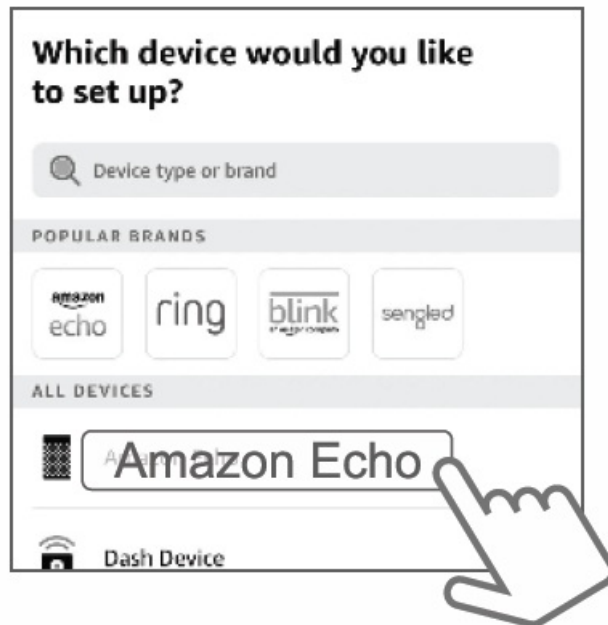 Which device would you like
to set up?
Device type or brand
POPULAR BRANDS
amazon
echo
ring
blink
sengled
ALL DEVICES
Amazon Echo
Dash Device